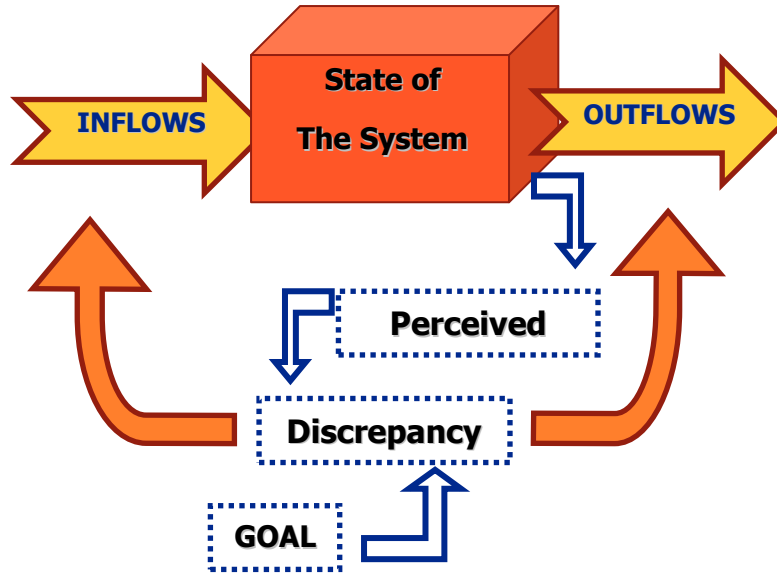 State of
The System
INFLOWS
OUTFLOWS
Perceived
Discrepancy
GOAL